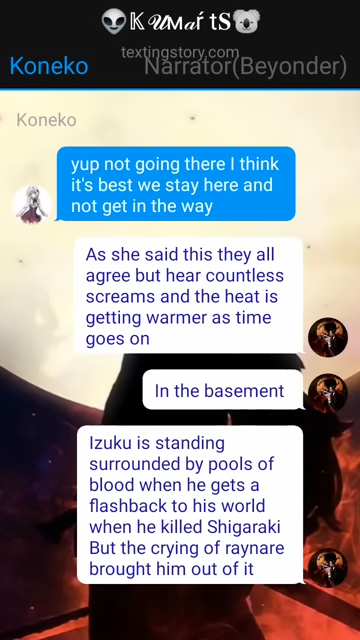 👽𝕂 𝓤ᴍᴀŕ tS🐨
textingstory.com
Koneko Narrator(Beyonder)
Koneko
yup not going there I think
it's best we stay here and
not get in the way
As she said this they all
agree but hear countless
screams and the heat is
getting warmer as time
goes on
In the basement
Izuku is standing
surrounded by pools of
blood when he gets a
flashback to his world
when he killed Shigaraki
But the crying of raynare
brought him out of it